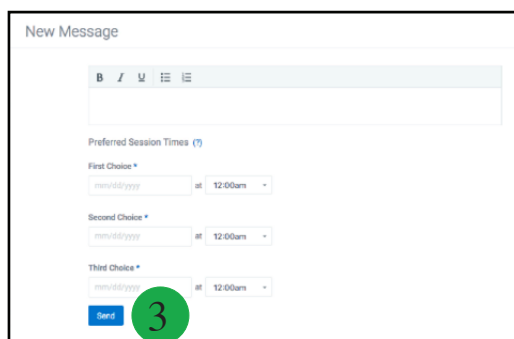 New Message
B I U
Preferred Session Times (?)
First Choice *
mm/dd/yyyy at 12:00am
Second Choice *
mm/dd/yyyy at 12:00am
Third Choice *
mm/dd/yyyy at 12:00am
Send 3